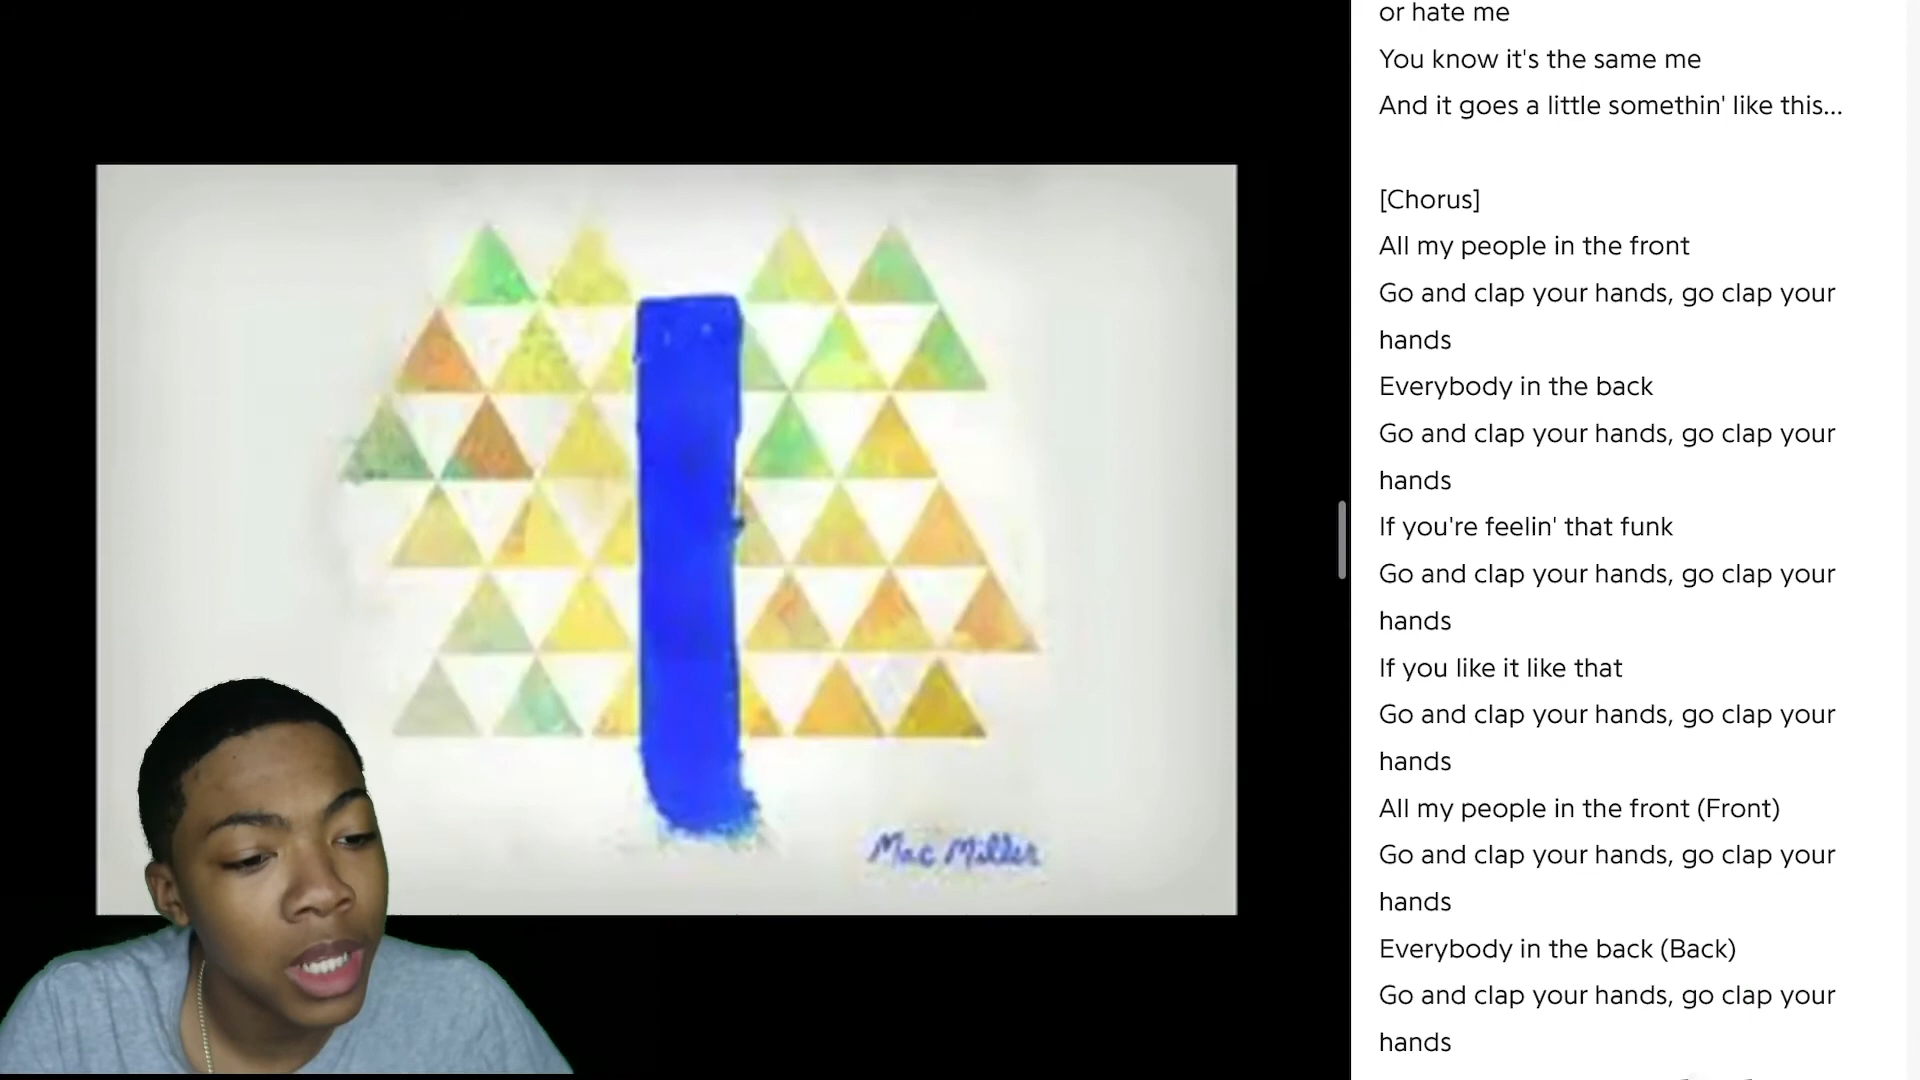 or hate me
You know it's the same me
And it goes a little somethin' like this...
[Chorus]
All my people in the front
Go and clap your hands, go clap your
hands
Everybody in the back
Go and clap your hands, go clap your
hands
If you're feelin' that funk
Go and clap your hands, go clap your
hands
If you like it like that
Go and clap your hands, go clap your
hands
All my people in the front (Front)
Go and clap your hands, go clap your
hands
Everybody in the back (Back)
Go and clap your hands, go clap your
hands
Mac Miller